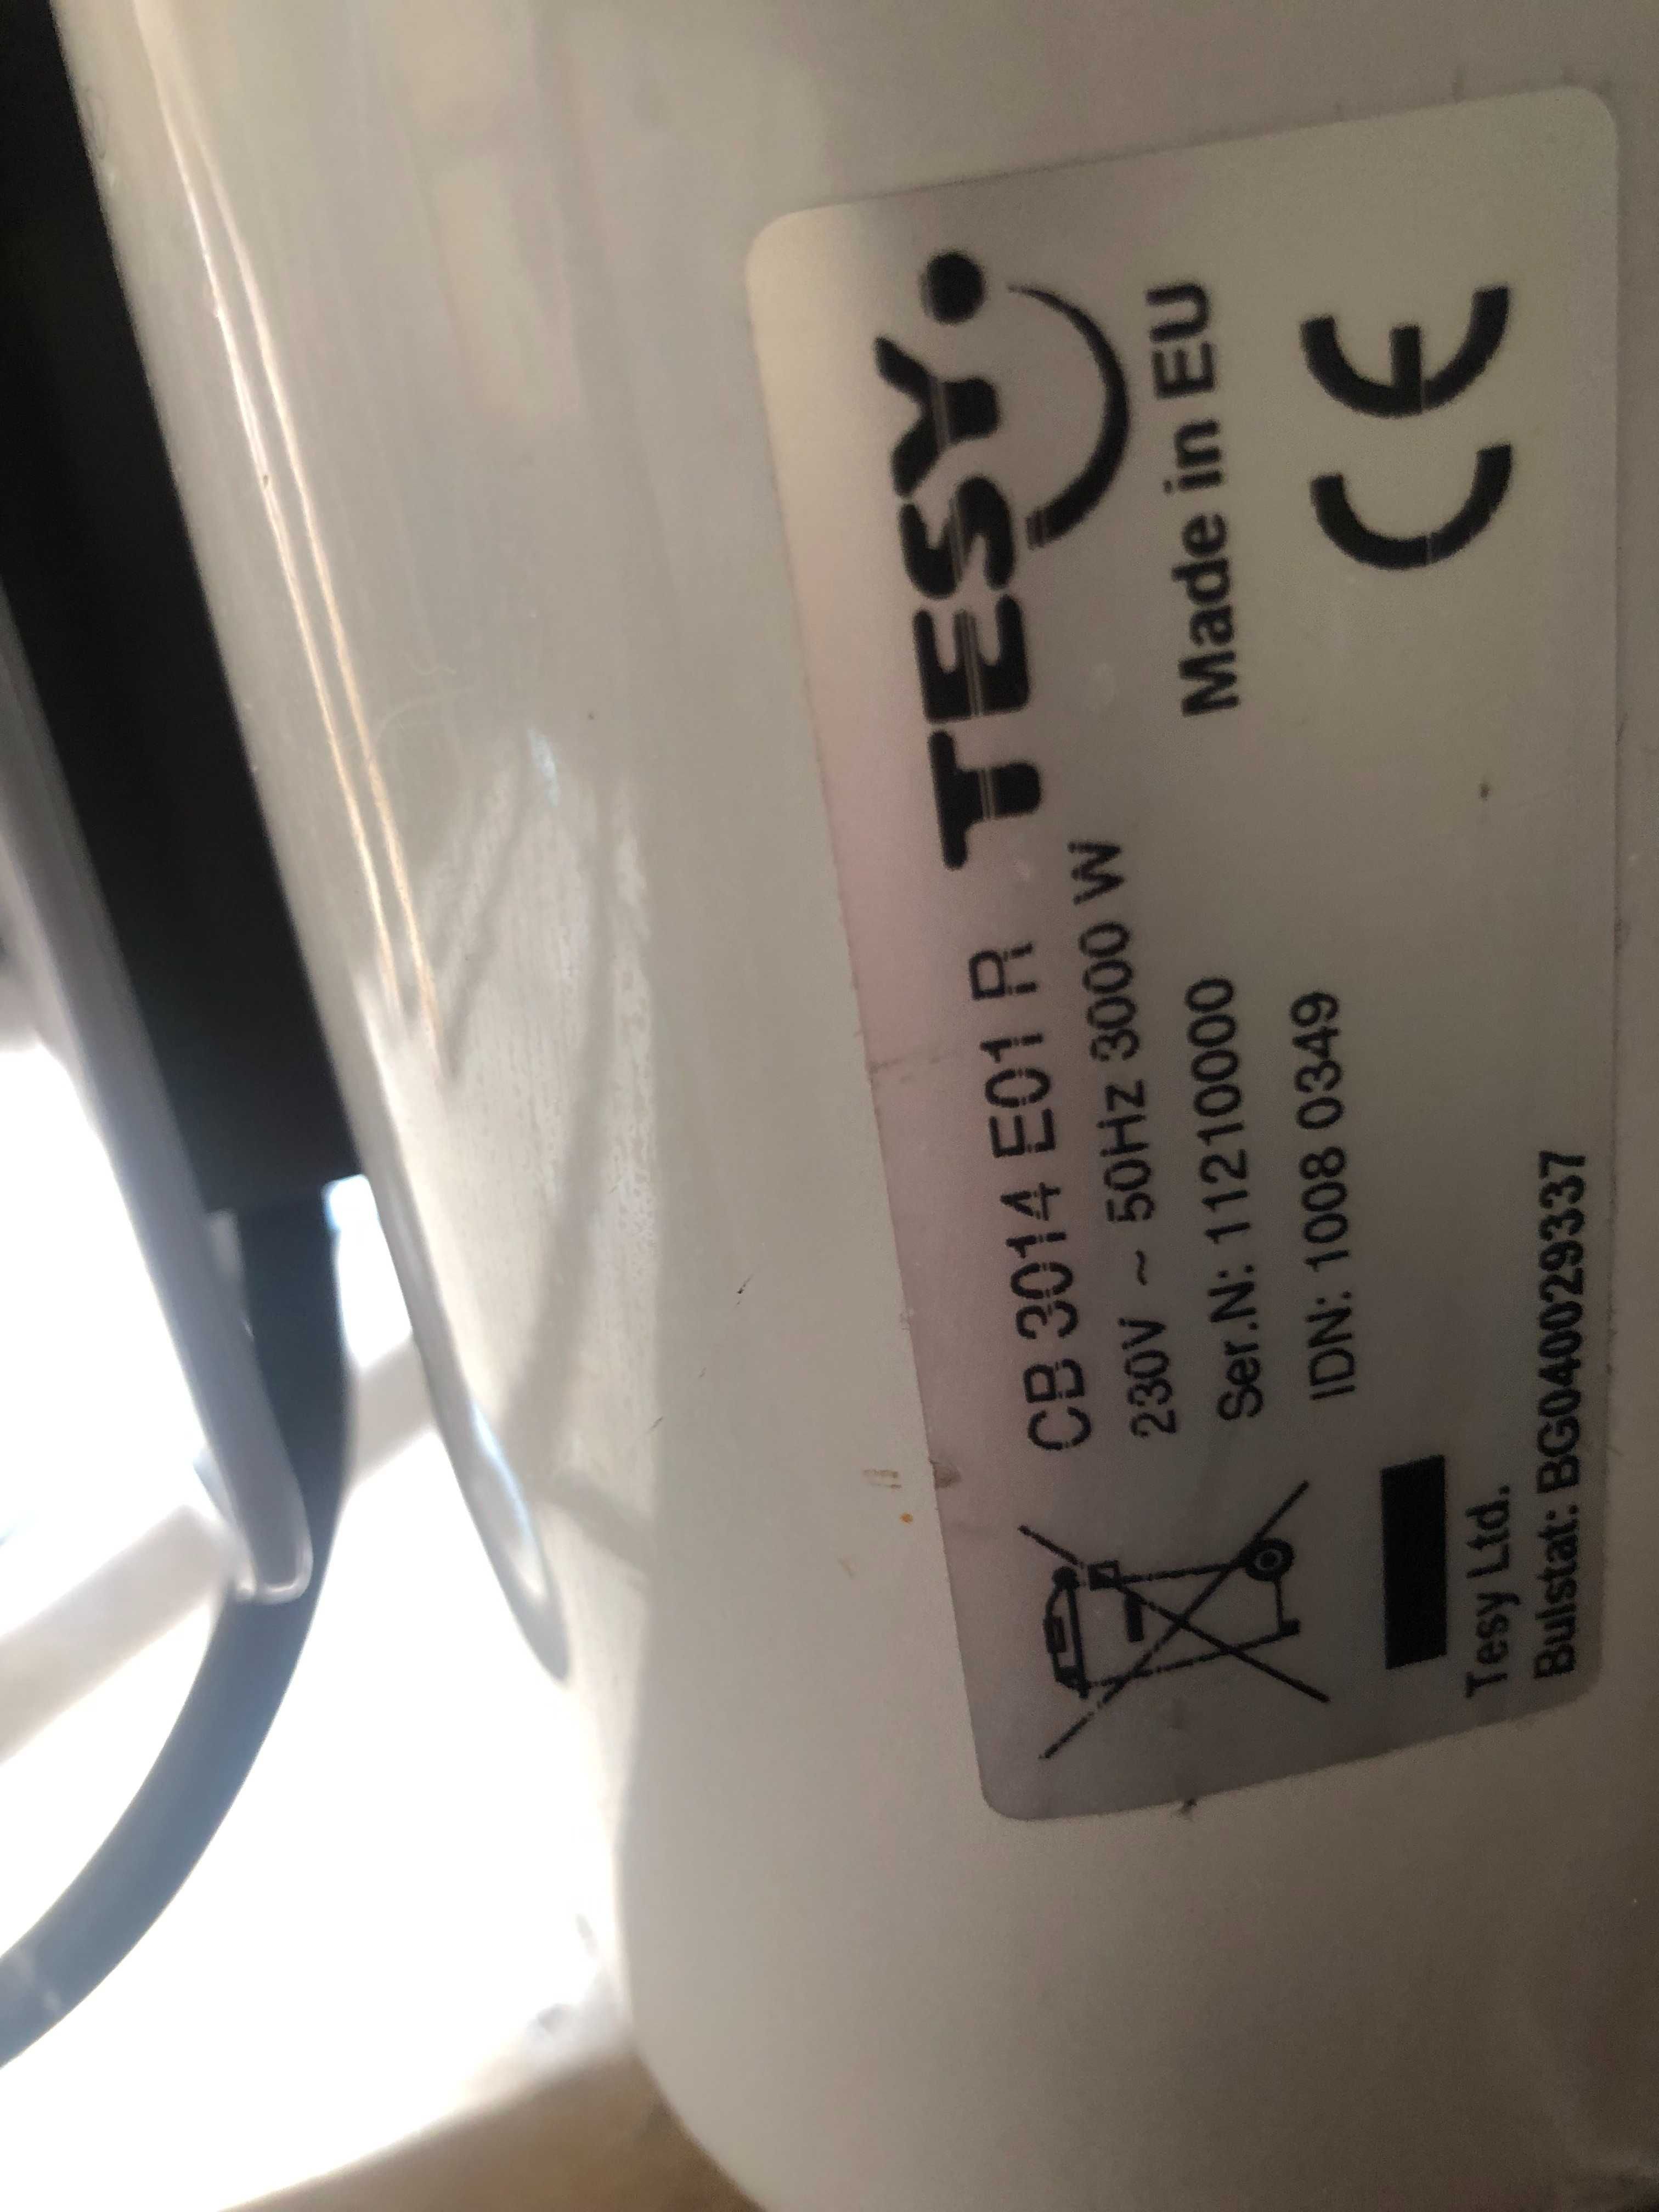 CB 3014 E01 R
TESY
230V ~ 50Hz 3000 W
Made in EU
Ser.N: 11210000
IDN: 1008 0349
CE
Tesy Ltd.
Bulstat: BG040029337